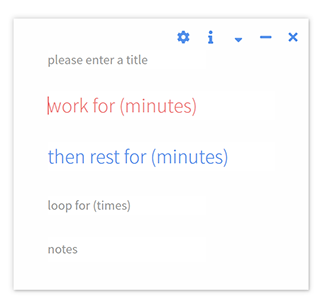 please enter a title
work for (minutes)
then rest for (minutes)
loop for (times)
notes